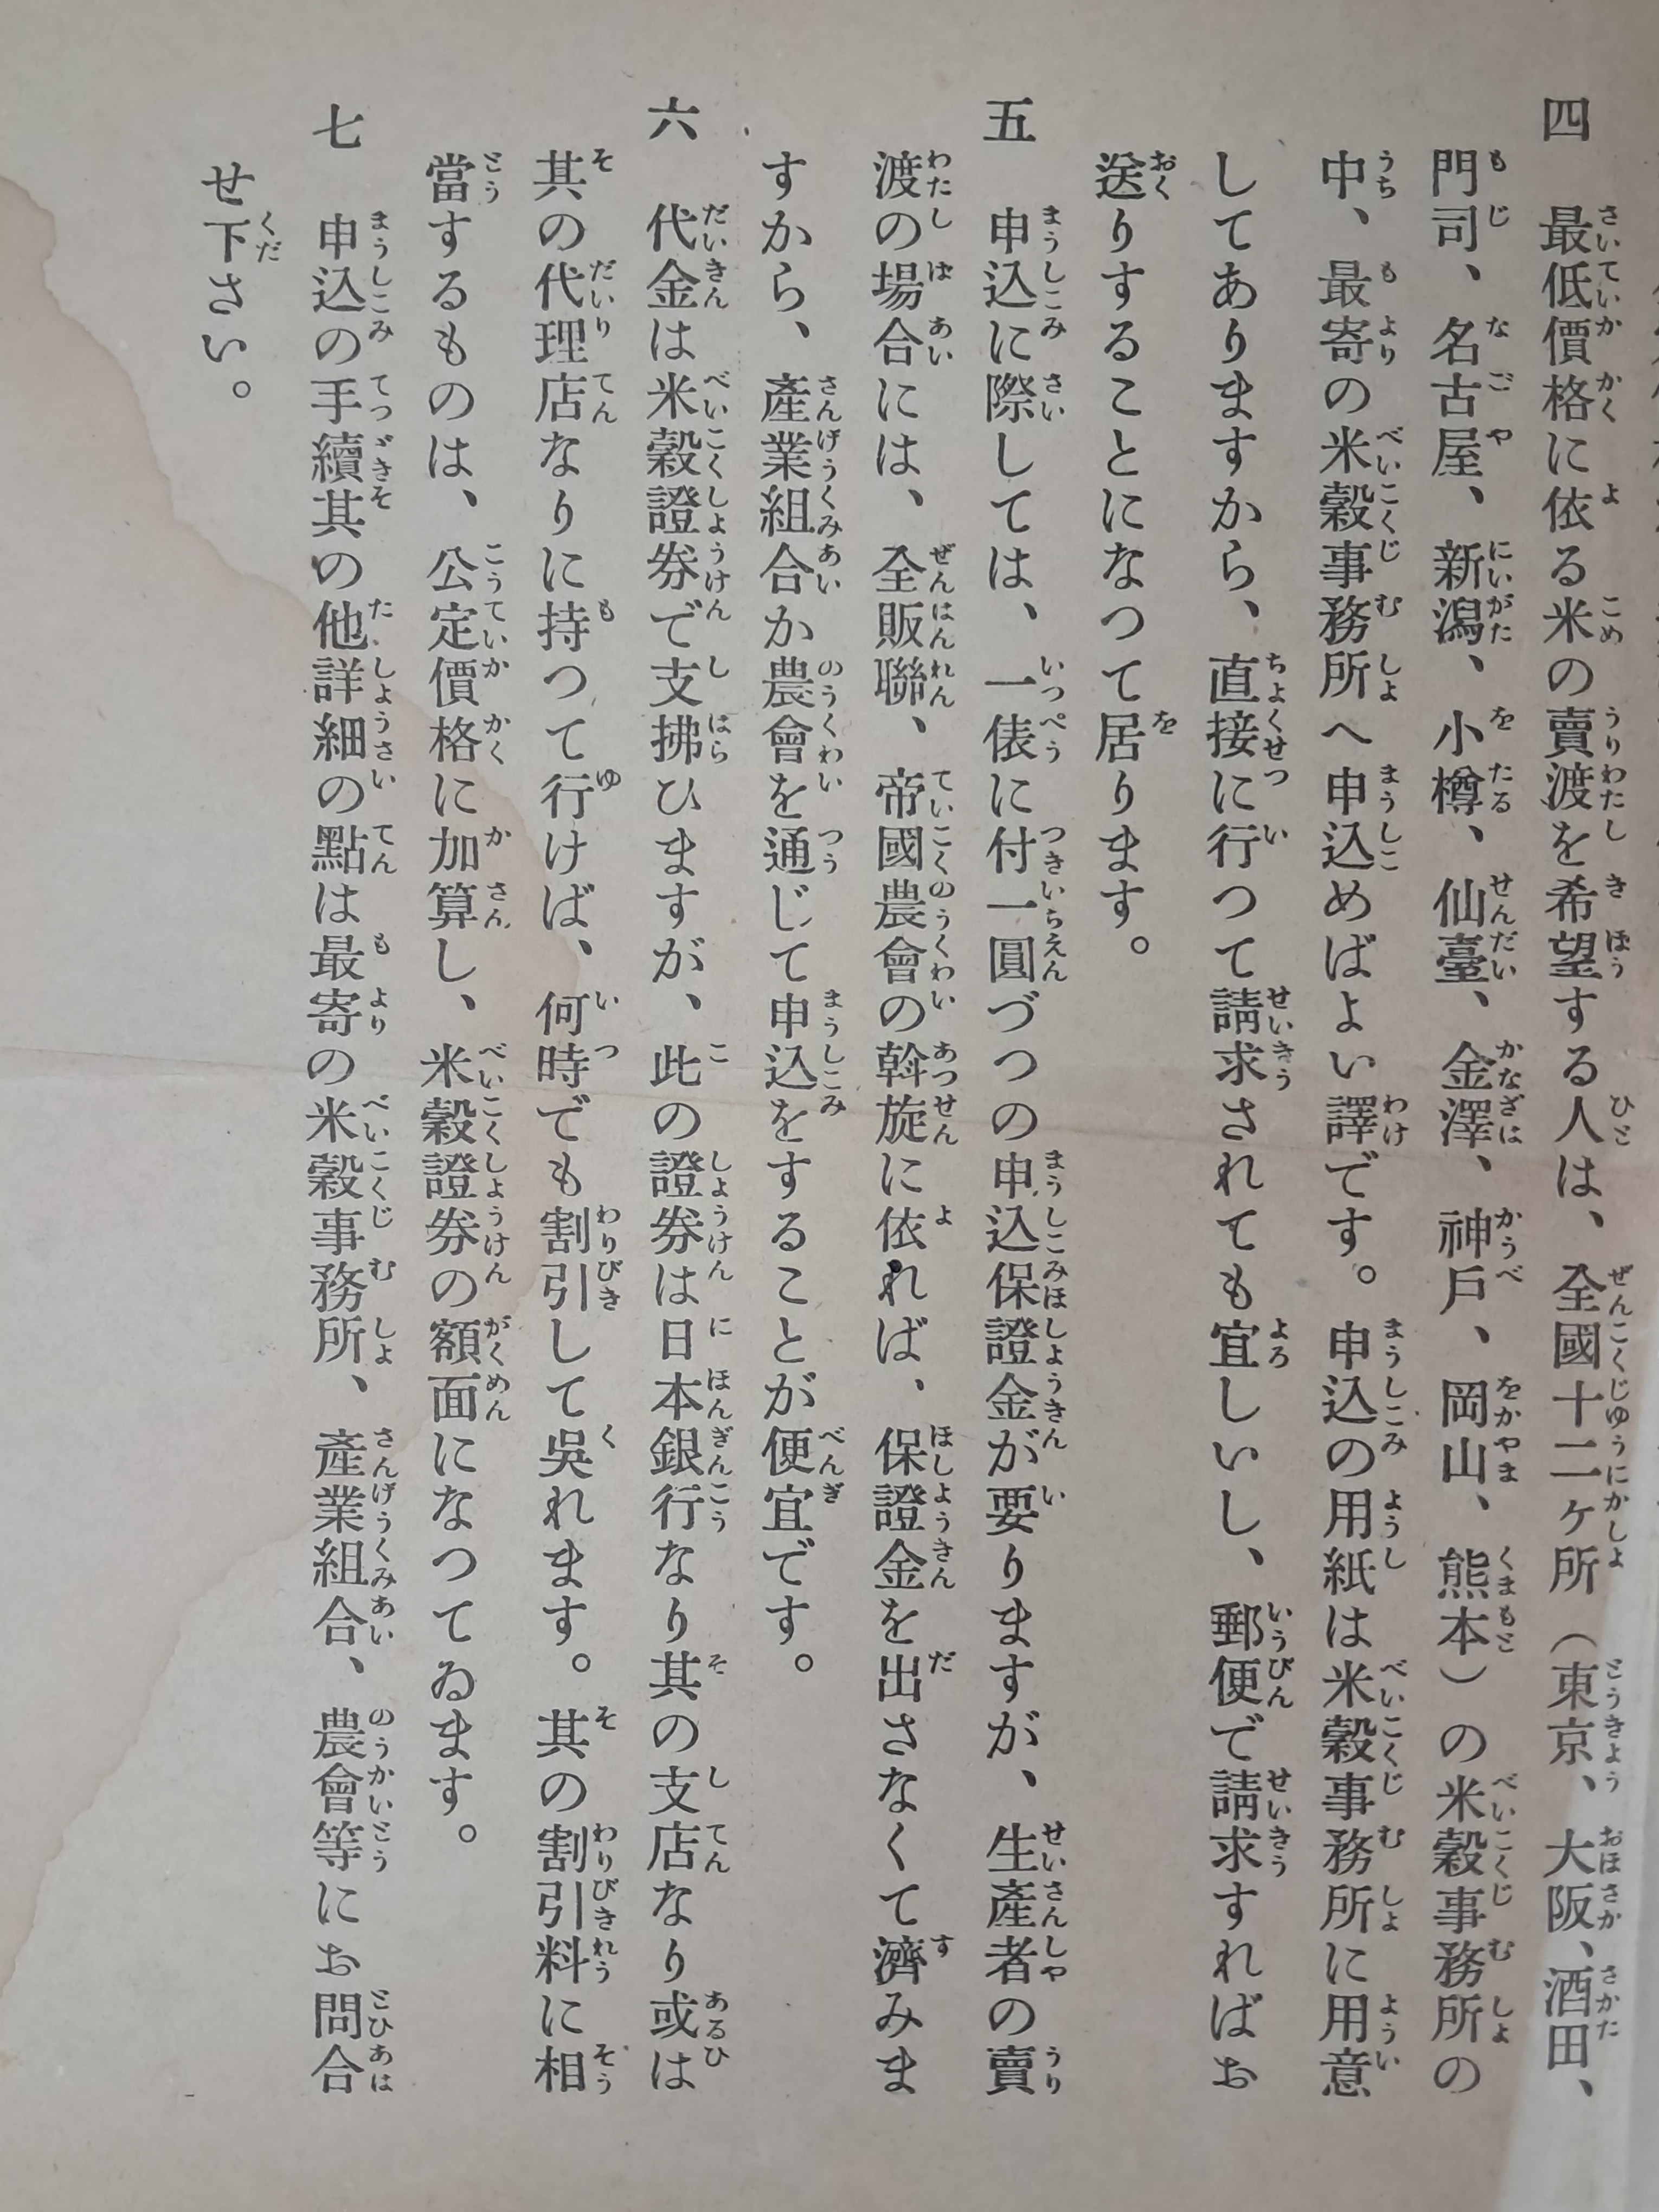 四　最低價格に依る米の賣渡を希望する人は、全國十二ヶ所（東京、大阪、酒田、
門司、名古屋、新潟、小樽、仙臺、金澤、神戶、岡山、熊本）の米穀事務所の
中、最寄の米穀事務所へ申込めばよい譯です。申込の用紙は米穀事務所に用意
してありますから、直接に行つて請求されても宜しいし、郵便で請求すればお
送りすることになつて居ります。
五　申込に際しては、一俵に付一圓づつの申込保證金が要りますが、生產者の賣
渡の場合には、全販聯、帝國農會の斡旋に依れば、保證金を出さなくて濟みま
すから、產業組合か農會を通じて申込をすることが便宜です。
六　代金は米穀證券で支拂ひますが、此の證券は日本銀行なり其の支店なり或は
其の代理店なりに持つて行けば、何時でも割引して吳れます。其の割引料に相
當するものは、公定價格に加算し、米穀證券の額面になつてゐます。
七　申込の手續其の他詳細の點は最寄の米穀事務所、產業組合、農會等にお問合
せ下さい。